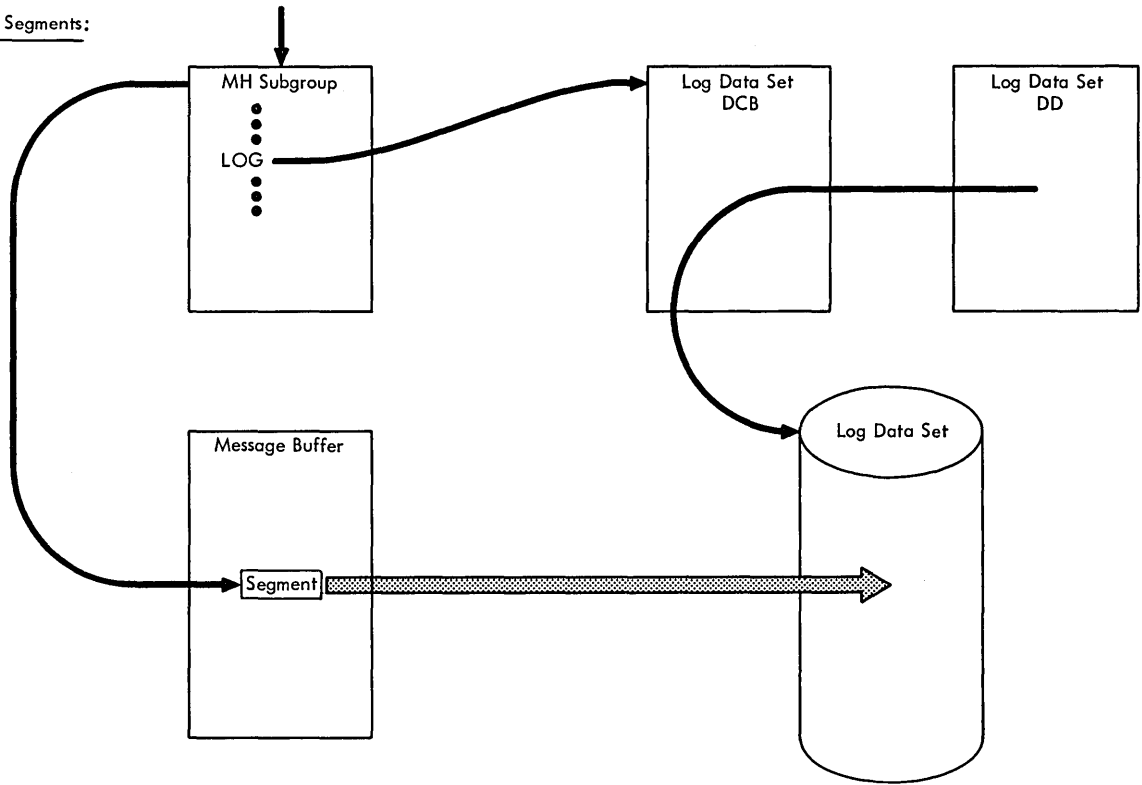 Segments:
MH Subgroup
LOG
Log Data Set
DCB
Log Data Set
DD
Message Buffer
Segment
Log Data Set